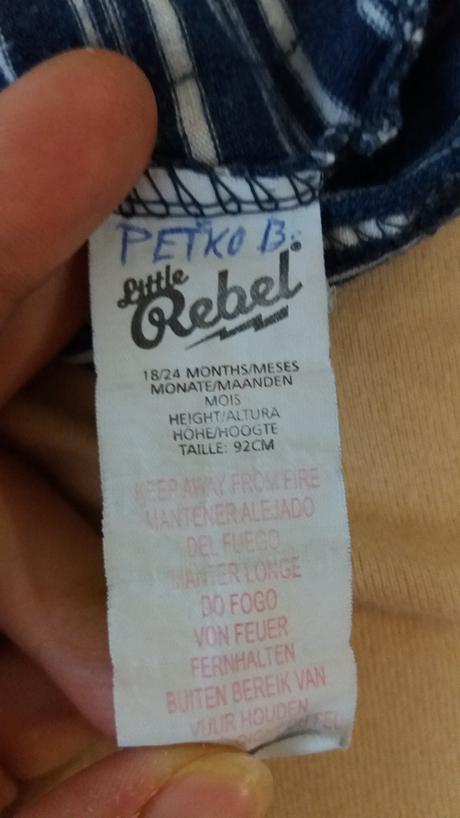 PETKO B.
Little
Rebel
18/24 MONTHS/MESES
MONATE/MAANDEN
MOIS
HEIGHT/ALTURA
HÖHE/HOOGTE
TAILLE: 92CM
KEEP AWAY FROM FIRE
MANTENER ALEJADO
DEL FUEGO
MANTER LONGE
DO FOGO
VON FEUER
FERNHALTEN
BUITEN BEREIK VAN
VUUR HOUDEN